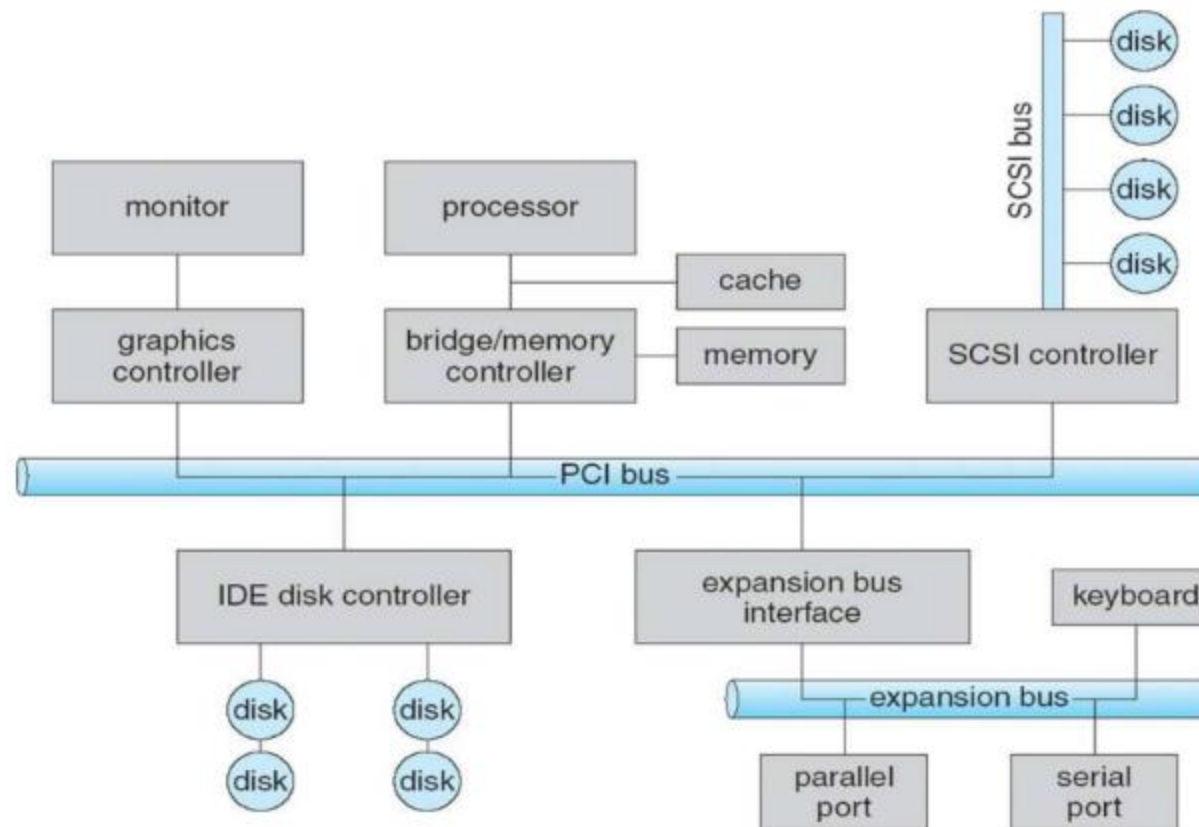 disk
disk
SCSI bus
disk
disk
monitor
processor
cache
graphics
controller
bridge/memory
controller
memory
SCSI controller
PCI bus
IDE disk controller
expansion bus
interface
keyboard
disk
disk
expansion bus
disk
disk
parallel
port
serial
port